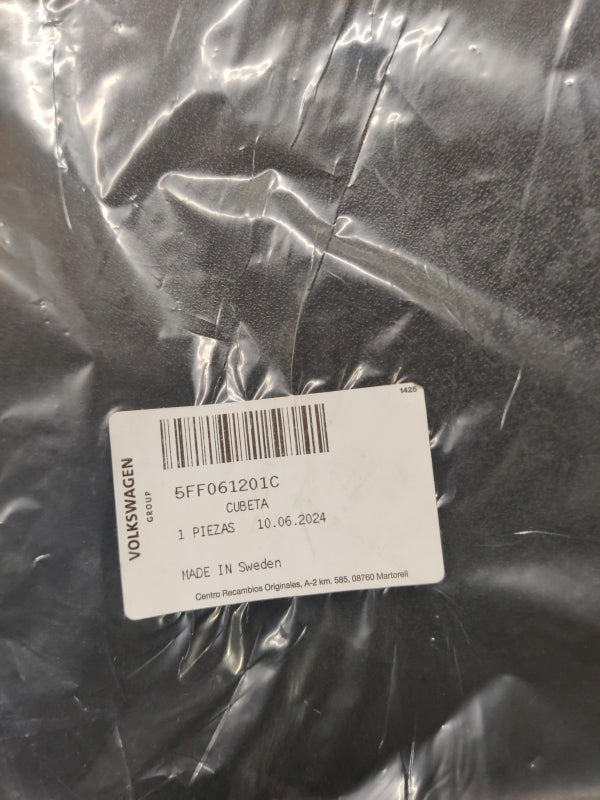 1425
VOLKSWAGEN
GROUP
5FF061201C
CUBETA
1 PIEZAS 10.06.2024
MADE IN Sweden
Centro Recambios Originales, A-2 km. 585, 08760 Martorell